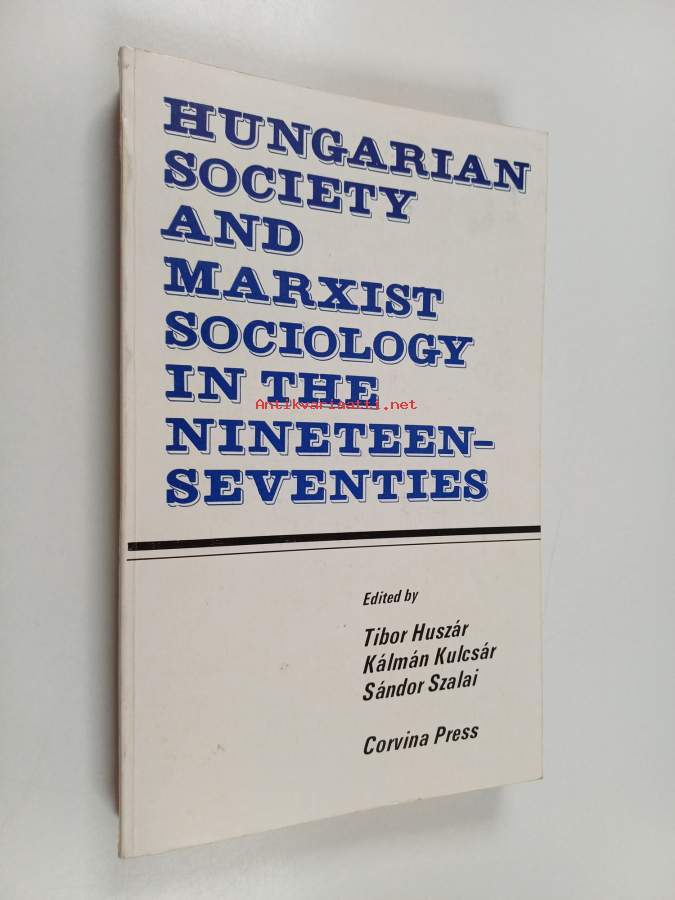 HUNGARIAN
SOCIETY
AND
MARXIST
SOCIOLOGY
IN THE
Antikvariaatti.net
NINETEEN-
SEVENTIES
Edited by
Tibor Huszár
Kálmán Kulcsár
Sándor Szalai
Corvina Press